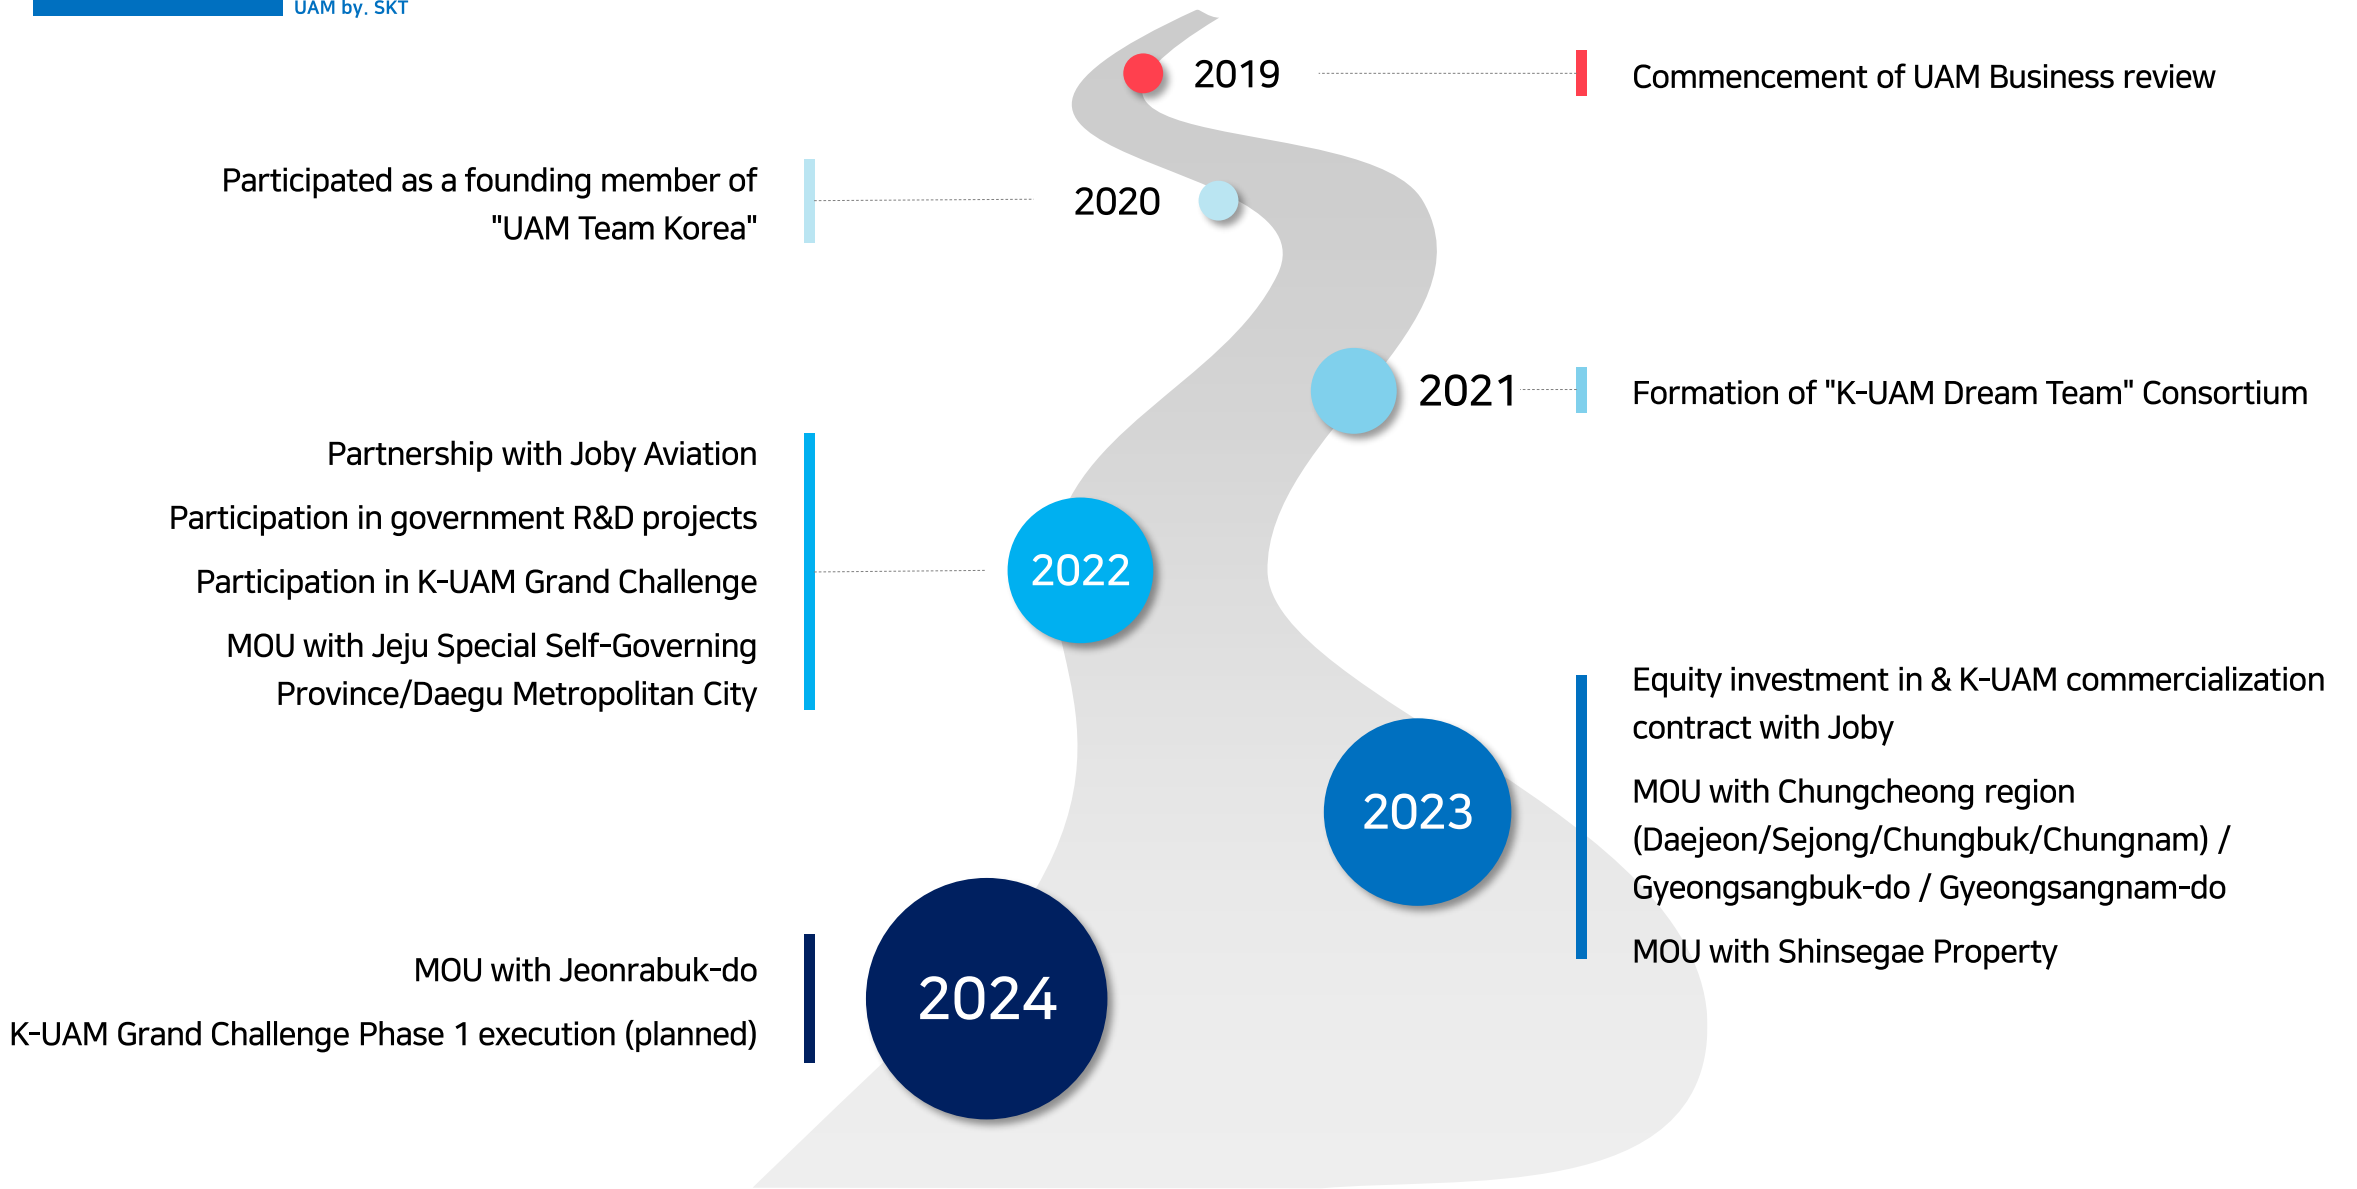 UAM by. SKT
2019
Commencement of UAM Business review
Participated as a founding member of
"UAM Team Korea"
2020
2021
Formation of "K-UAM Dream Team" Consortium
Partnership with Joby Aviation
Participation in government R&D projects
Participation in K-UAM Grand Challenge
MOU with Jeju Special Self-Governing
Province/Daegu Metropolitan City
2022
2023
Equity investment in & K-UAM commercialization
contract with Joby
MOU with Chungcheong region
(Daejeon/Sejong/Chungbuk/Chungnam) /
Gyeongsangbuk-do / Gyeongsangnam-do
MOU with Shinsegae Property
MOU with Jeonrabuk-do
K-UAM Grand Challenge Phase 1 execution (planned)
2024